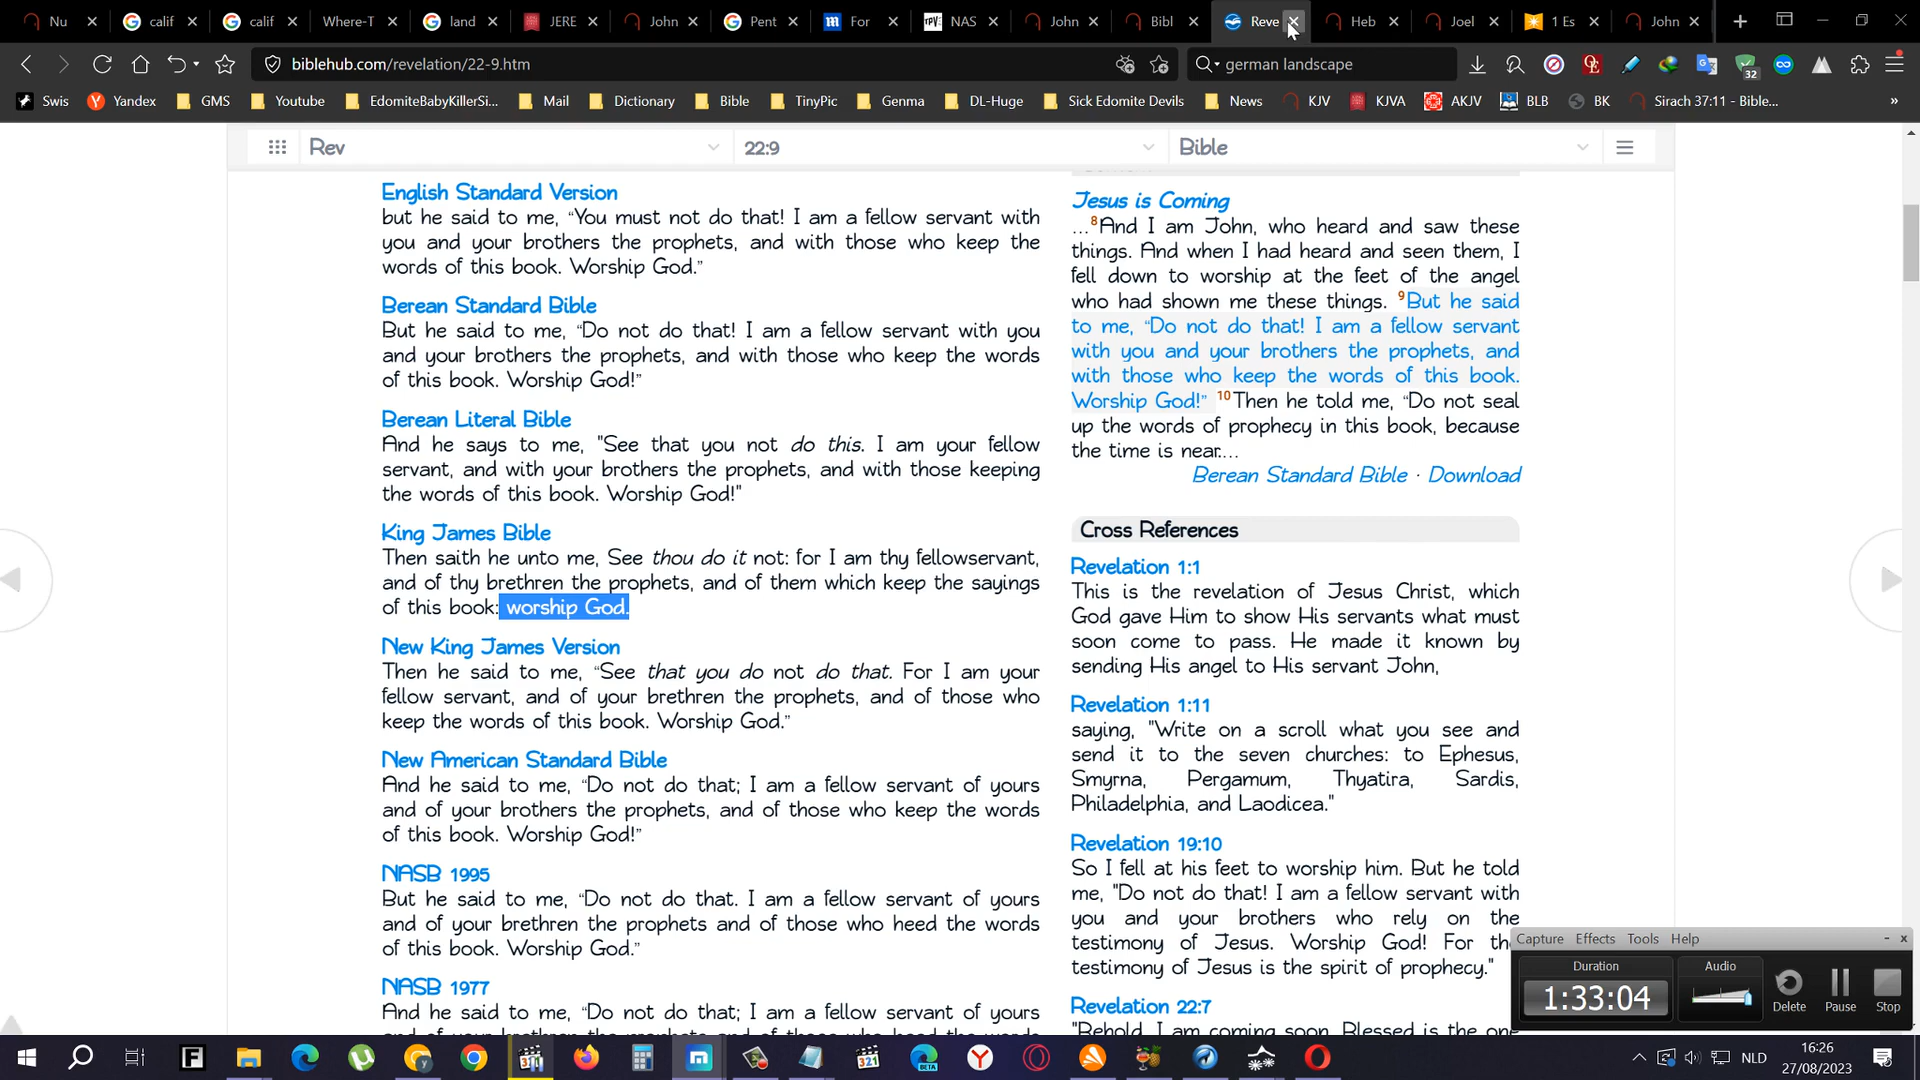 Nu
calif
calif
Where-T
land
JERE
John
Pent
For
NAS
John
Bibl
Reve
Heb
Joel
1 Es
John
biblehub.com/revelation/22-9.htm
german landscape
32
Swis
Yandex
GMS
Youtube
EdomiteBabyKillerSi...
Mail
Dictionary
Bible
TinyPic
Genma
DL-Huge
Sick Edomite Devils
News
KJV
KJVA
AKJV
BLB
BK
Sirach 37:11 - Bible...
Rev
22:9
Bible
English Standard Version
but he said to me, “You must not do that! I am a fellow servant with
you and your brothers the prophets, and with those who keep the
words of this book. Worship God.”
Berean Standard Bible
But he said to me, “Do not do that! I am a fellow servant with you
and your brothers the prophets, and with those who keep the words
of this book. Worship God!”
Berean Literal Bible
And he says to me, "See that you not do this. I am your fellow
servant, and with your brothers the prophets, and with those keeping
the words of this book. Worship God!"
King James Bible
Then saith he unto me, See thou do it not: for I am thy fellowservant,
and of thy brethren the prophets, and of them which keep the sayings
of this book: worship God.
New King James Version
Then he said to me, “See that you do not do that. For I am your
fellow servant, and of your brethren the prophets, and of those who
keep the words of this book. Worship God.”
New American Standard Bible
And he said to me, “Do not do that; I am a fellow servant of yours
and of your brothers the prophets, and of those who keep the words
of this book. Worship God!”
NASB 1995
But he said to me, “Do not do that. I am a fellow servant of yours
and of your brethren the prophets and of those who heed the words
of this book. Worship God.”
NASB 1977
And he said to me, “Do not do that; I am a fellow servant of yours
and of your brethren the prophets and of those who heed the words
Jesus is Coming
…8And I am John, who heard and saw these
things. And when I had heard and seen them, I
fell down to worship at the feet of the angel
who had shown me these things. 9But he said
to me, “Do not do that! I am a fellow servant
with you and your brothers the prophets, and
with those who keep the words of this book.
Worship God!” 10Then he told me, “Do not seal
up the words of prophecy in this book, because
the time is near.…
Berean Standard Bible · Download
Cross References
Revelation 1:1
This is the revelation of Jesus Christ, which
God gave Him to show His servants what must
soon come to pass. He made it known by
sending His angel to His servant John,
Revelation 1:11
saying, "Write on a scroll what you see and
send it to the seven churches: to Ephesus,
Smyrna, Pergamum, Thyatira, Sardis,
Philadelphia, and Laodicea."
Revelation 19:10
So I fell at his feet to worship him. But he told
me, "Do not do that! I am a fellow servant with
you and your brothers who rely on the
testimony of Jesus. Worship God! For th
testimony of Jesus is the spirit of prophecy."
Revelation 22:7
"Behold, I am coming soon. Blessed is the one
Capture Effects Tools Help
Duration
Audio
1:33:04
Delete
Pause
Stop
NLD
16:26
27/08/2023